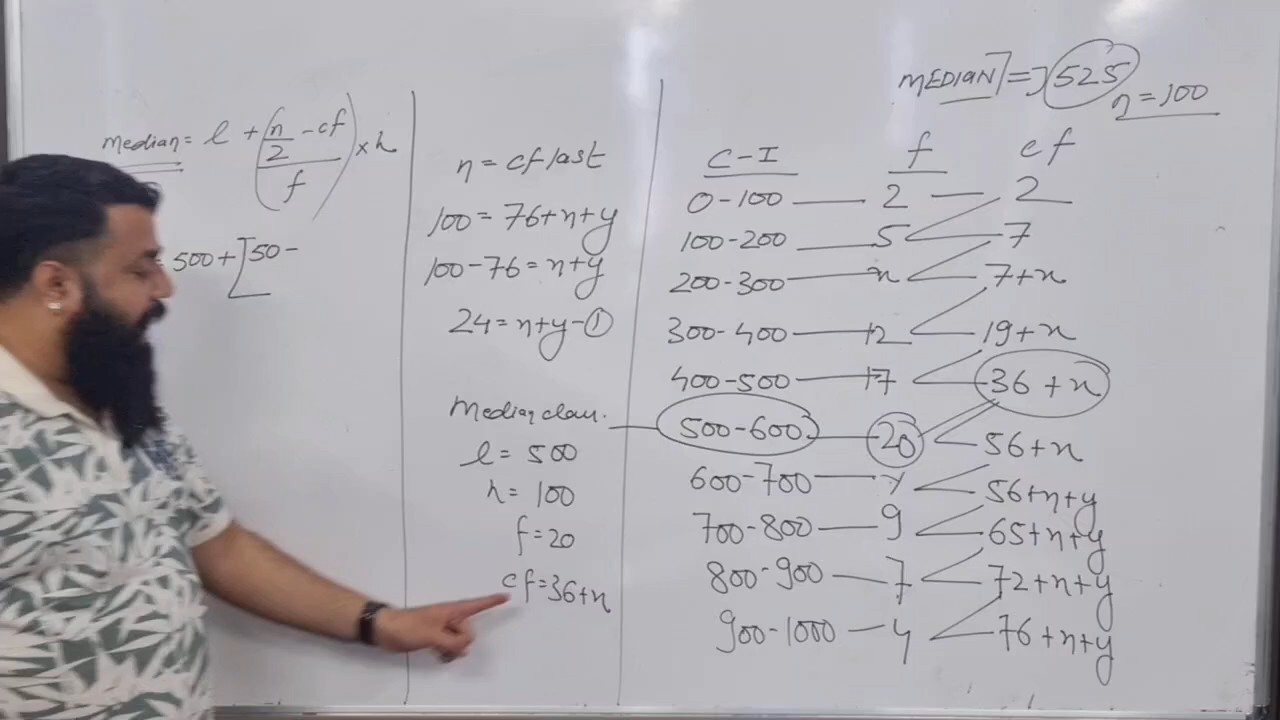 median = l + (n/2 - cf / f) × h
= 500 + [50 -
n = cf last
100 = 76+x+y
100-76 = x+y
24 = x+y - ①
Median class.
l = 500
h = 100
f = 20
cf = 36+x
MEDIAN = 525
n = 100
C-I f cf
0-100 2 2
100-200 5 7
200-300 x 7+x
300-400 12 19+x
400-500 17 36+x
500-600 20 56+x
600-700 y 56+x+y
700-800 9 65+x+y
800-900 7 72+x+y
900-1000 4 76+x+y